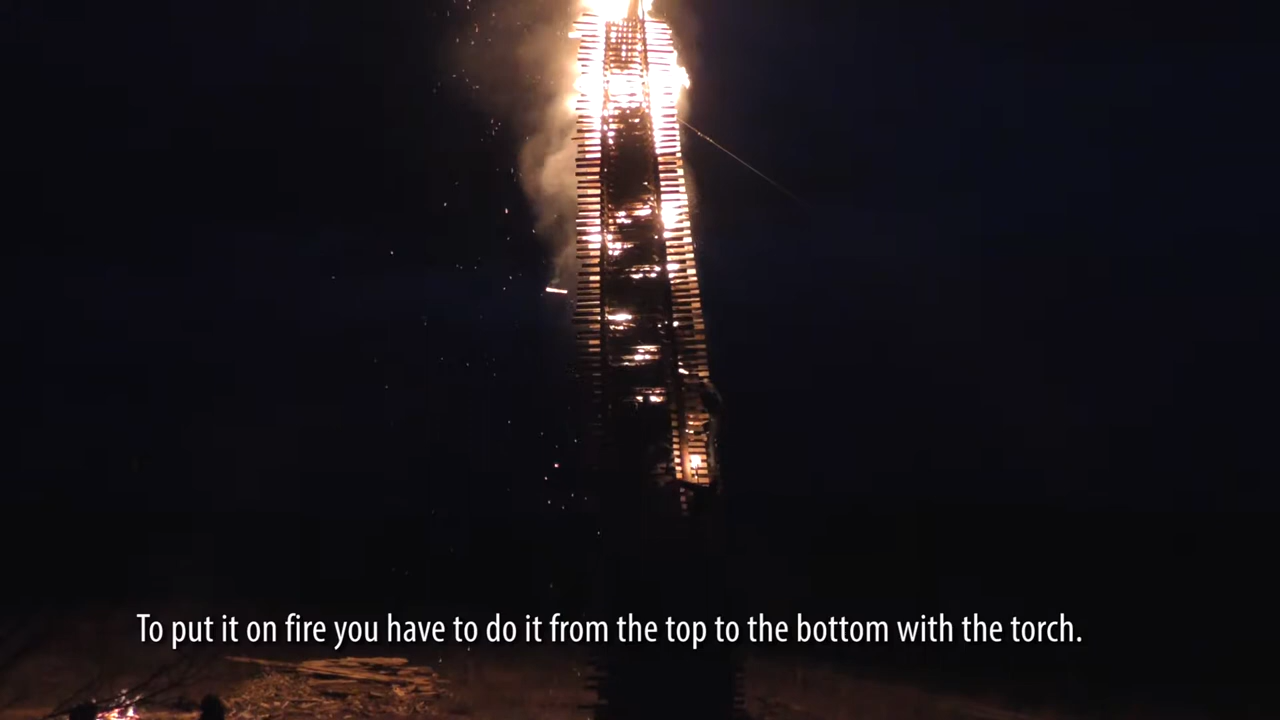 To put it on fire you have to do it from the top to the bottom with the torch.